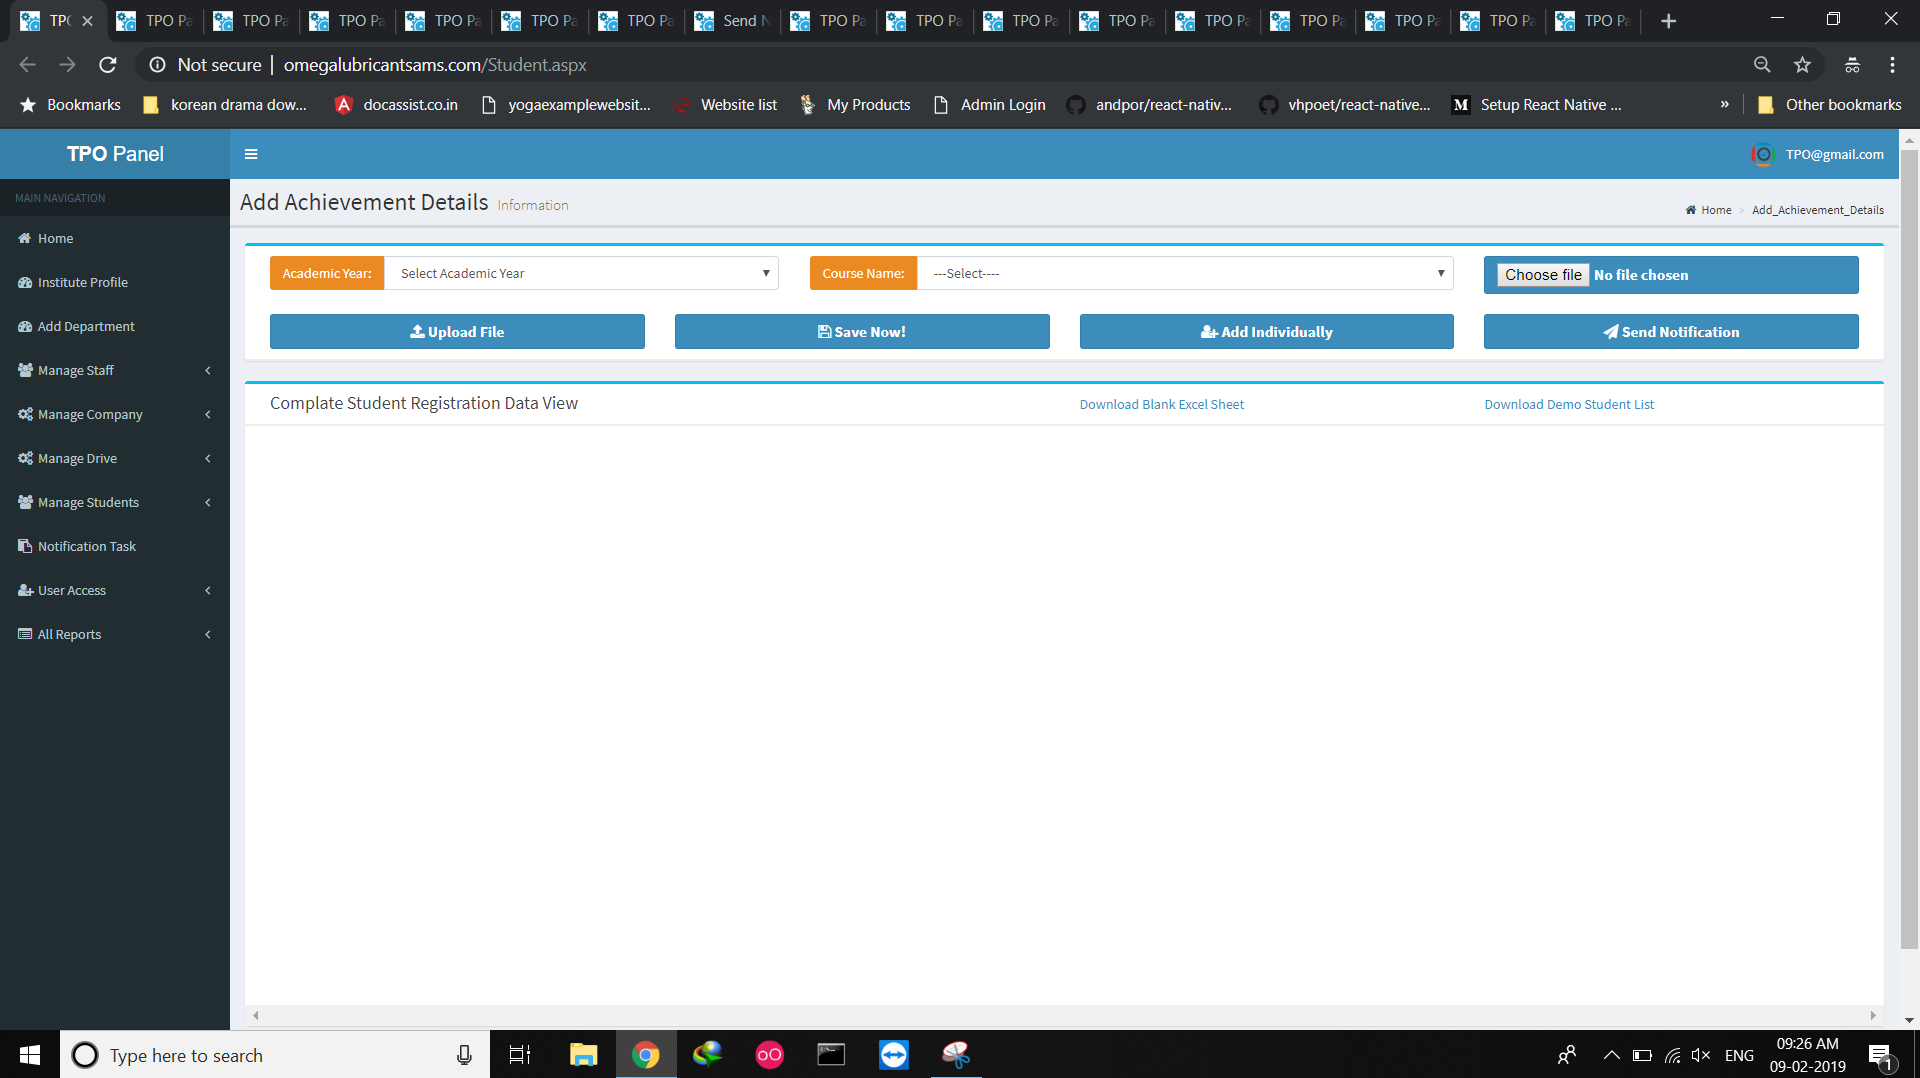 TPO
TPO Pa
TPO Pa
TPO Pa
TPO Pa
TPO Pa
TPO Pa
Send N
TPO Pa
TPO Pa
TPO Pa
TPO Pa
TPO Pa
TPO Pa
TPO Pa
TPO Pa
TPO Pa
Not secure | omegalubricantsams.com/Student.aspx
Bookmarks korean drama dow... docassist.co.in yogaexamplewebsit... Website list My Products Admin Login andpor/react-nativ... vhpoet/react-native... Setup React Native ... » Other bookmarks
TPO Panel
TPO@gmail.com
MAIN NAVIGATION
Home
Institute Profile
Add Department
Manage Staff
Manage Company
Manage Drive
Manage Students
Notification Task
User Access
All Reports
Add Achievement Details Information
Home > Add_Achievement_Details
Academic Year: Select Academic Year
Course Name: ---Select----
Choose file No file chosen
Upload File
Save Now!
Add Individually
Send Notification
Complate Student Registration Data View
Download Blank Excel Sheet
Download Demo Student List
Type here to search
ENG
09:26 AM
09-02-2019
1